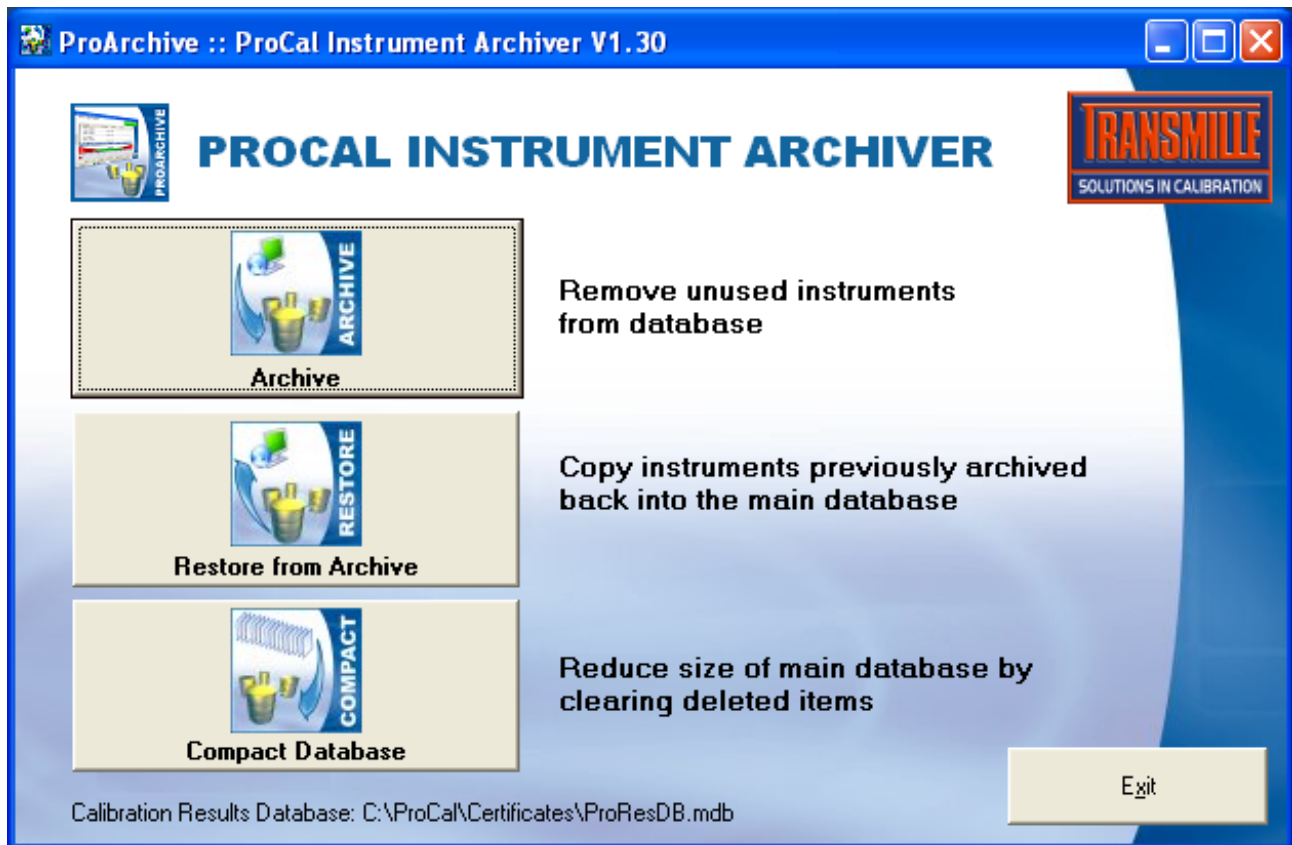 ProArchive :: ProCal Instrument Archiver V1.30
PROARCHIVE
PROCAL INSTRUMENT ARCHIVER
TRANSMILLE
SOLUTIONS IN CALIBRATION
ARCHIVE
Archive
Remove unused instruments
from database
RESTORE
Restore from Archive
Copy instruments previously archived
back into the main database
COMPACT
Compact Database
Reduce size of main database by
clearing deleted items
Exit
Calibration Results Database: C:\ProCal\Certificates\ProResDB.mdb